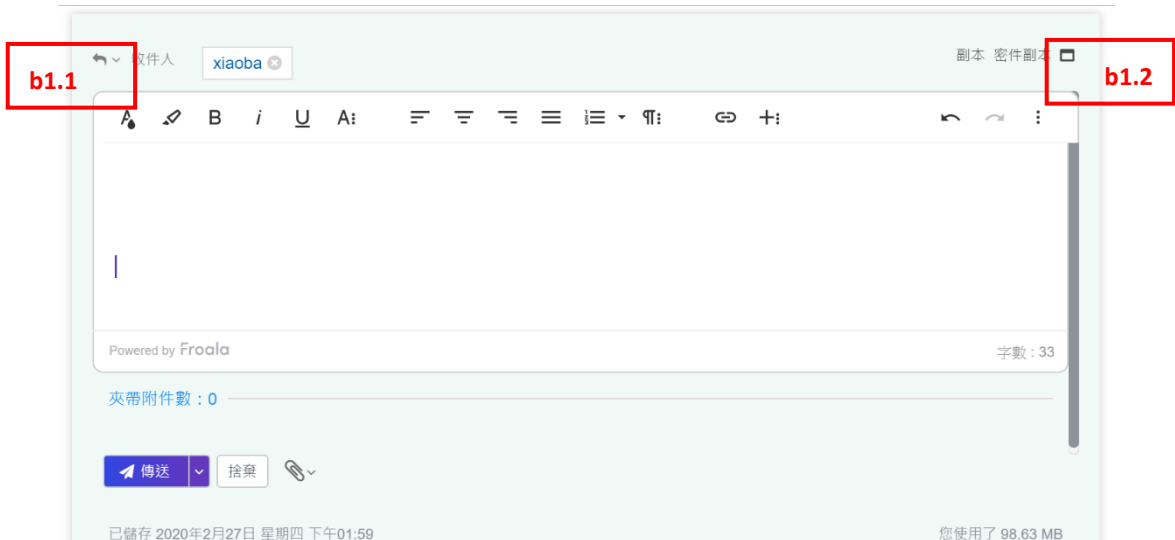 收件人 xiaoba 副本 密件副本
b1.1 b1.2
B i U A
Powered by Froala 字數 : 33
夾帶附件數 : 0
傳送 捨棄
已儲存 2020年2月27日 星期四 下午01:59 您使用了 98.63 MB